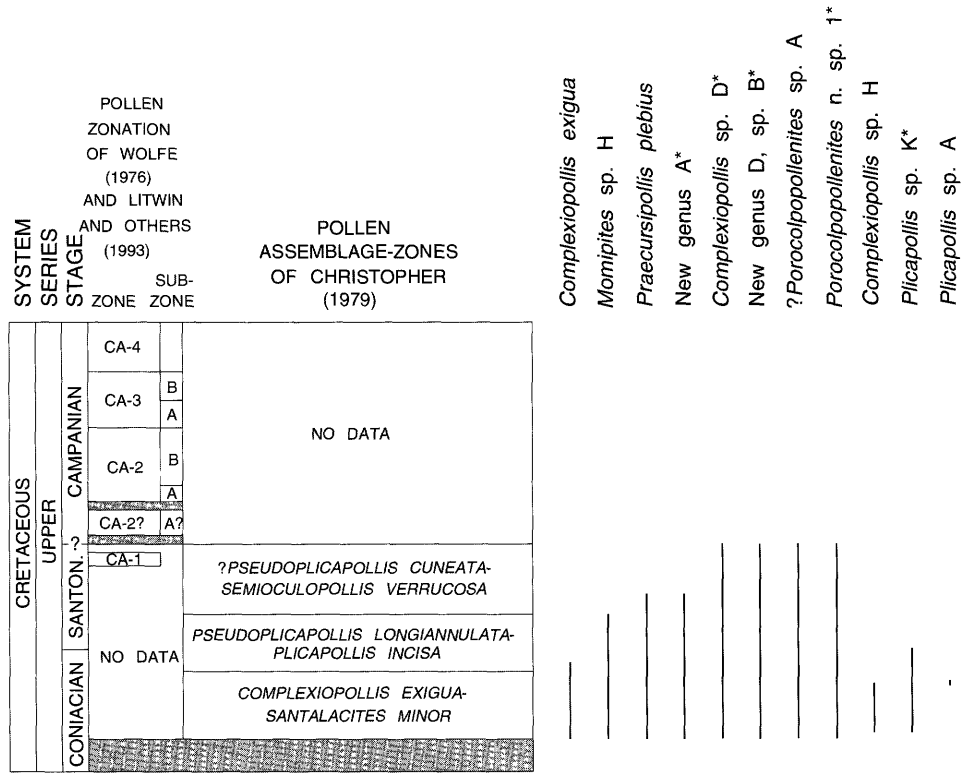 POLLEN
ZONATION
OF WOLFE
(1976)
AND LITWIN
AND OTHERS
(1993)
SYSTEM
SERIES
STAGE
ZONE
SUB-
ZONE
POLLEN
ASSEMBLAGE-ZONES
OF CHRISTOPHER
(1979)
Complexiopollis exigua
Momipites sp. H
Praecursipollis plebius
New genus A*
Complexiopollis sp. D*
New genus D, sp. B*
?Porocolpopollenites sp. A
Porocolpopollenites n. sp. 1*
Complexiopollis sp. H
Plicapollis sp. K*
Plicapollis sp. A
CRETACEOUS
UPPER
CAMPANIAN
?
SANTON.
CONIACIAN
CA-4
CA-3
B
A
CA-2
B
A
CA-2?
A?
CA-1
NO DATA
NO DATA
?PSEUDOPLICAPOLLIS CUNEATA-
SEMIOCULOPOLLIS VERRUCOSA
PSEUDOPLICAPOLLIS LONGIANNULATA-
PLICAPOLLIS INCISA
COMPLEXIOPOLLIS EXIGUA-
SANTALACITES MINOR